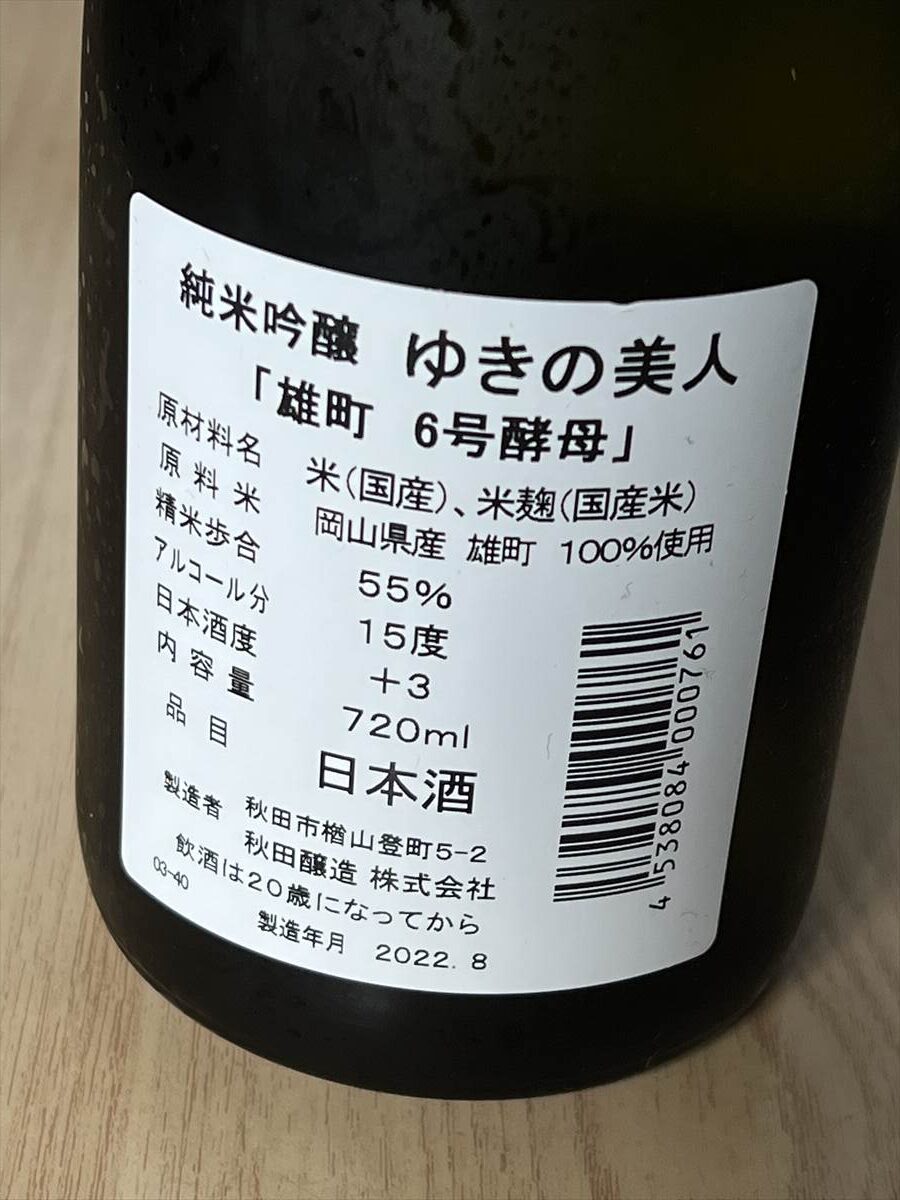 純米吟醸 ゆきの美人
「雄町 6号酵母」
原材料名 米(国産)、米麹(国産米)
原料米 岡山県産 雄町 100%使用
精米歩合 55%
アルコール分 15度
日本酒度 +3
内容量 720ml
品目 日本酒
製造者 秋田市楢山登町5-2
秋田醸造 株式会社
飲酒は20歳になってから
03-40
製造年月 2022.8
4538084000761